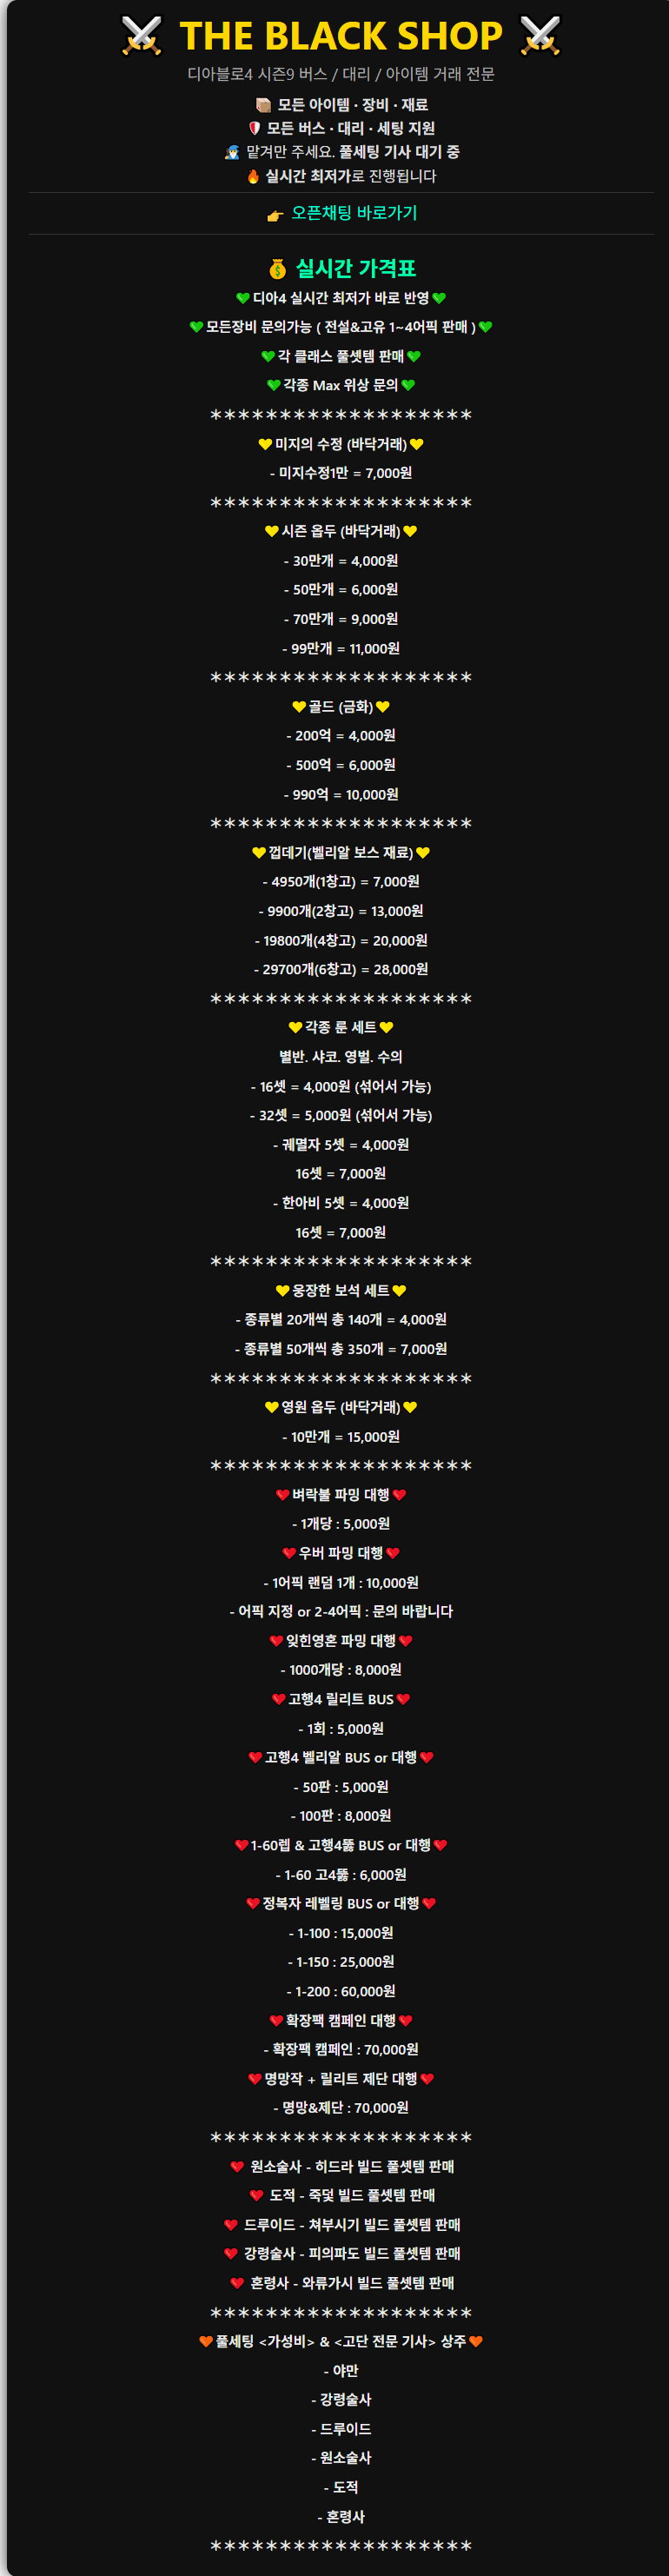 ⚔️ THE BLACK SHOP ⚔️
디아블로4 시즌9 버스 / 대리 / 아이템 거래 전문
📦 모든 아이템 · 장비 · 재료
🛡️ 모든 버스 · 대리 · 세팅 지원
🧙‍♂️ 맡겨만 주세요. 풀세팅 기사 대기 중
🔥 실시간 최저가로 진행됩니다
👉 오픈채팅 바로가기
💰 실시간 가격표
💚디아4 실시간 최저가 바로 반영💚
💚모든장비 문의가능 ( 전설&고유 1~4어픽 판매 )💚
💚각 클래스 풀셋템 판매💚
💚각종 Max 위상 문의💚
*******************
💛미지의 수정 (바닥거래)💛
- 미지수정1만 = 7,000원
*******************
💛시즌 옵두 (바닥거래)💛
- 30만개 = 4,000원
- 50만개 = 6,000원
- 70만개 = 9,000원
- 99만개 = 11,000원
*******************
💛골드 (금화)💛
- 200억 = 4,000원
- 500억 = 6,000원
- 990억 = 10,000원
*******************
💛껍데기(벨리알 보스 재료)💛
- 4950개(1창고) = 7,000원
- 9900개(2창고) = 13,000원
- 19800개(4창고) = 20,000원
- 29700개(6창고) = 28,000원
*******************
💛각종 룬 세트💛
별반. 샤코. 영벌. 수의
- 16셋 = 4,000원 (섞어서 가능)
- 32셋 = 5,000원 (섞어서 가능)
- 궤멸자 5셋 = 4,000원
16셋 = 7,000원
- 한아비 5셋 = 4,000원
16셋 = 7,000원
*******************
💛웅장한 보석 세트💛
- 종류별 20개씩 총 140개 = 4,000원
- 종류별 50개씩 총 350개 = 7,000원
*******************
💛영원 옵두 (바닥거래)💛
- 10만개 = 15,000원
*******************
❤️벼락불 파밍 대행❤️
- 1개당 : 5,000원
❤️우버 파밍 대행❤️
- 1어픽 랜덤 1개 : 10,000원
- 어픽 지정 or 2-4어픽 : 문의 바랍니다
❤️잊힌영혼 파밍 대행❤️
- 1000개당 : 8,000원
❤️고행4 릴리트 BUS❤️
- 1회 : 5,000원
❤️고행4 벨리알 BUS or 대행❤️
- 50판 : 5,000원
- 100판 : 8,000원
❤️1-60렙 & 고행4뚫 BUS or 대행❤️
- 1-60 고4뚫 : 6,000원
❤️정복자 레벨링 BUS or 대행❤️
- 1-100 : 15,000원
- 1-150 : 25,000원
- 1-200 : 60,000원
❤️확장팩 캠페인 대행❤️
- 확장팩 캠페인 : 70,000원
❤️명망작 + 릴리트 제단 대행❤️
- 명망&제단 : 70,000원
*******************
❤️ 원소술사 - 히드라 빌드 풀셋템 판매
❤️ 도적 - 죽덫 빌드 풀셋템 판매
❤️ 드루이드 - 쳐부시기 빌드 풀셋템 판매
❤️ 강령술사 - 피의파도 빌드 풀셋템 판매
❤️ 혼령사 - 와류가시 빌드 풀셋템 판매
*******************
🧡풀세팅 <가성비> & <고단 전문 기사> 상주🧡
- 야만
- 강령술사
- 드루이드
- 원소술사
- 도적
- 혼령사
*******************